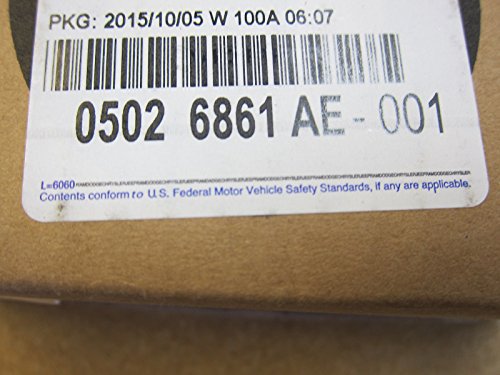 PKG: 2015/10/05 W 100A 06:07
0502 6861 AE - 001
L=6060
Contents conform to U.S. Federal Motor Vehicle Safety Standards, if any are applicable.